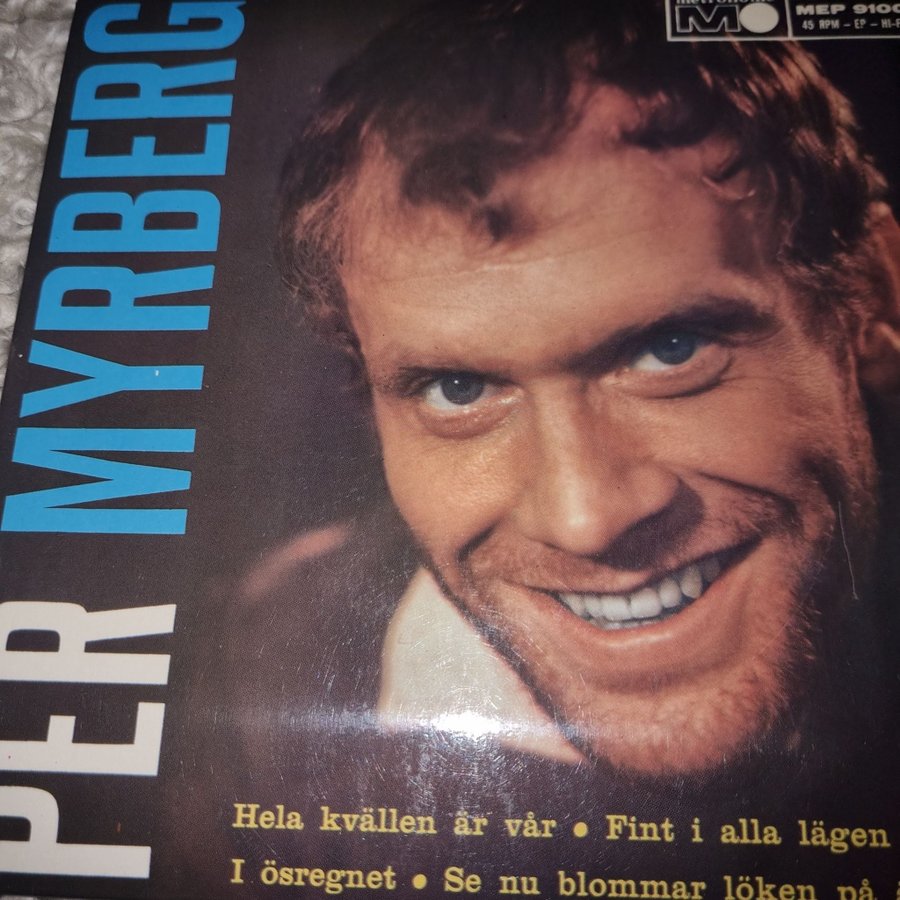 PER MYRBERG
metronome
MEP 9100
45 RPM - EP - HI-F
Hela kvällen är vår • Fint i alla lägen
I ösregnet • Se nu blommar löken på